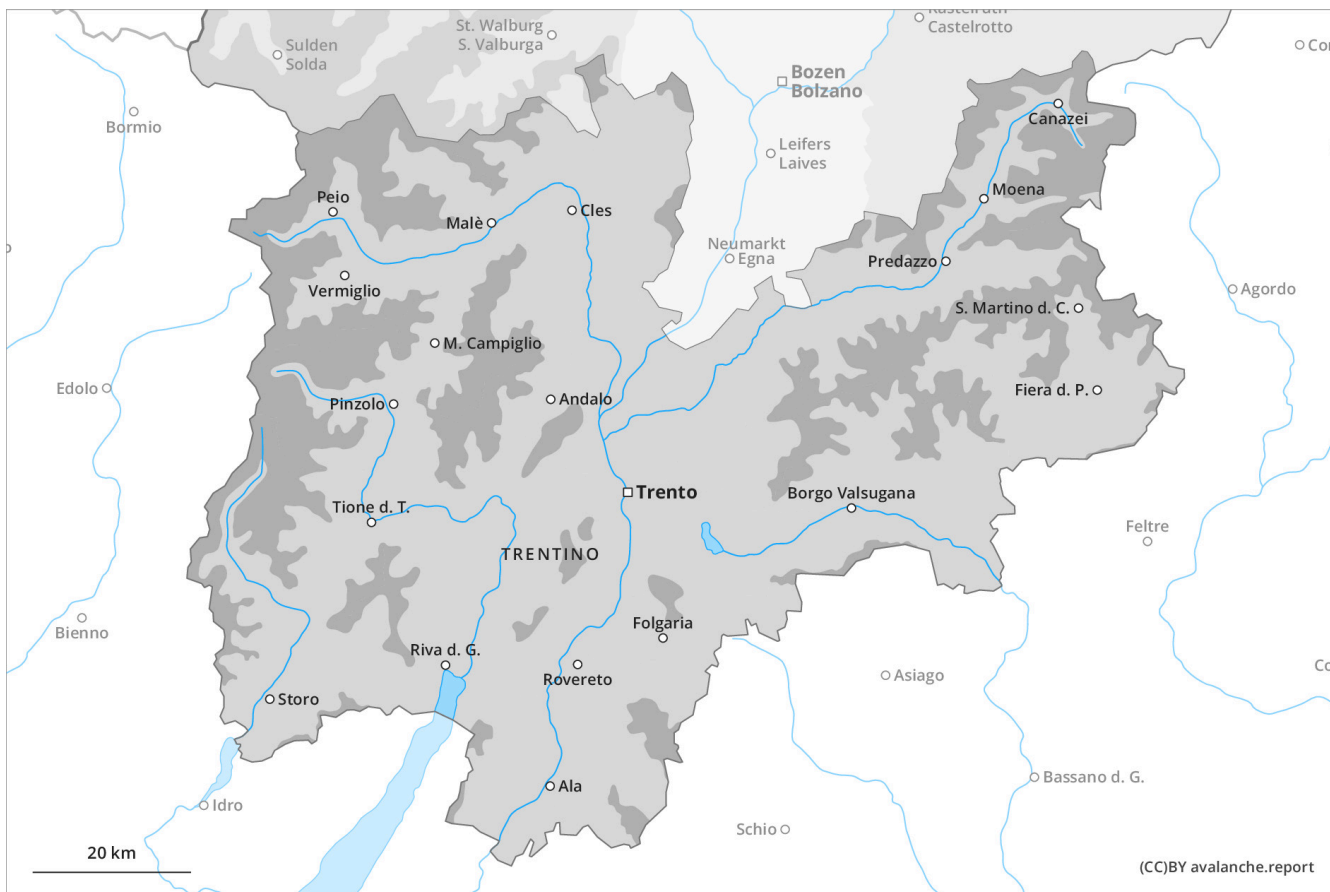 Kastelruth
Castelrotto
St. Walburg
S. Valburga
Sulden
Solda
Bozen
Bolzano
Bormio
Canazei
Leifers
Laives
Peio
Moena
Malè
Cles
Neumarkt
Egna
Predazzo
Vermiglio
Agordo
S. Martino d. C.
M. Campiglio
Edolo
Pinzolo
Andalo
Fiera d. P.
Trento
Borgo Valsugana
Tione d. T.
Feltre
TRENTINO
Bienno
Folgaria
Riva d. G.
Rovereto
Asiago
Storo
Bassano d. G.
Ala
Idro
Schio
20 km
(CC)BY avalanche.report